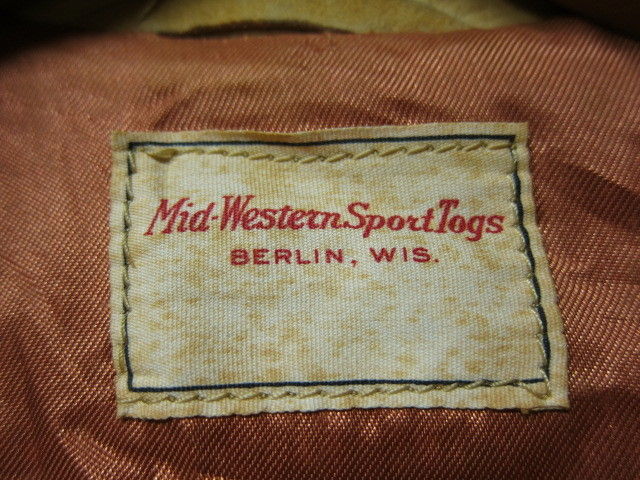 Mid-Western Sport Togs
BERLIN, WIS.